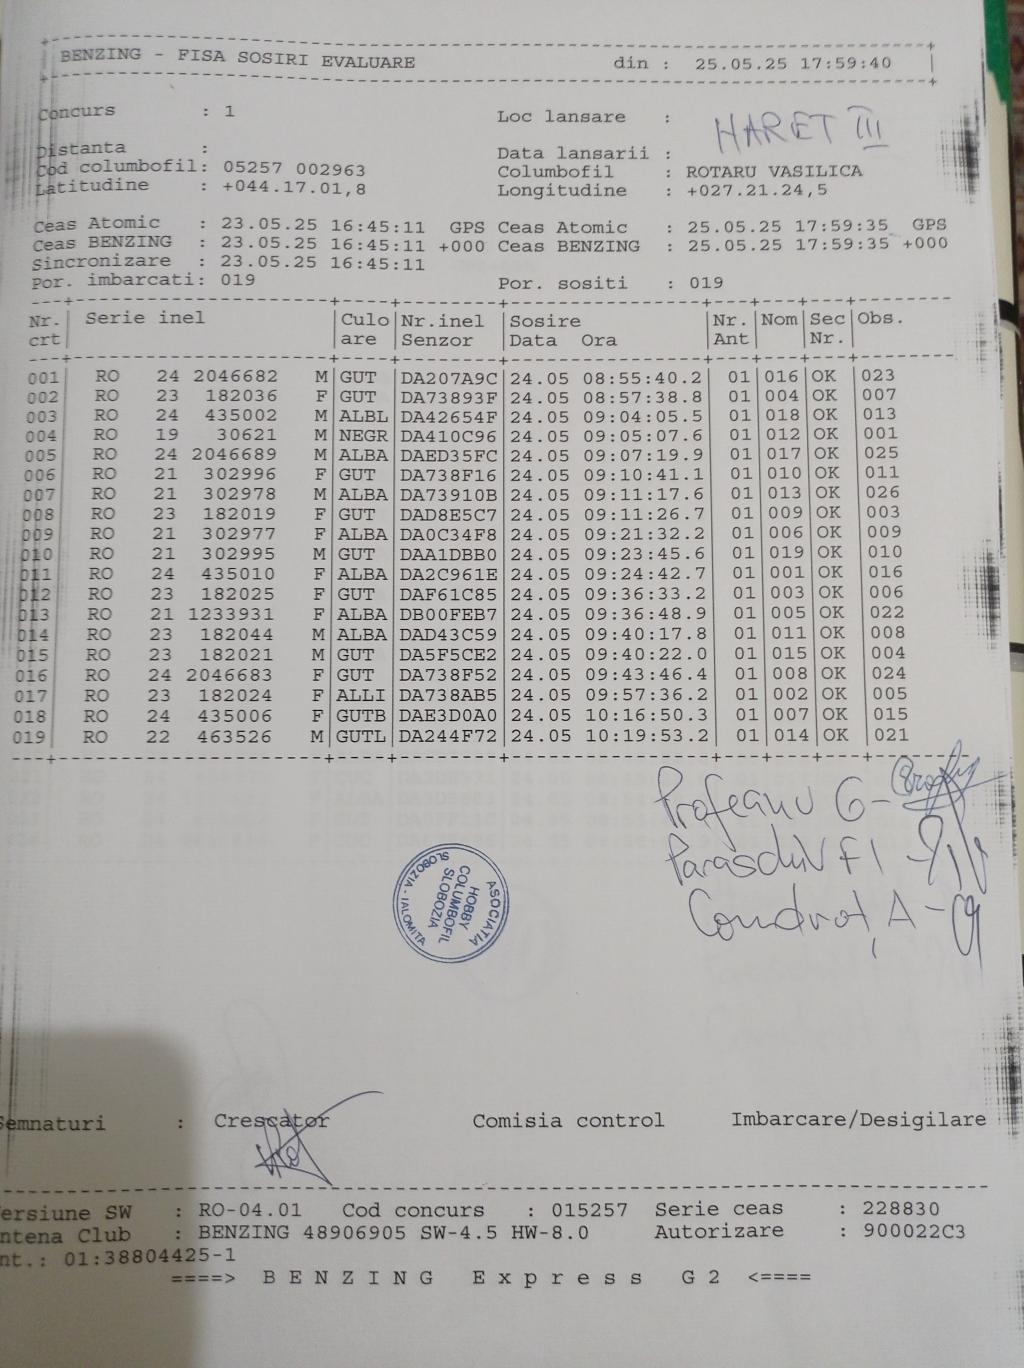 BENZING - FISA SOSIRI EVALUARE din : 25.05.25 17:59:40
Concurs : 1 Loc lansare : HARET III
Distanta : Data lansarii :
Cod columbofil: 05257 002963 Columbofil : ROTARU VASILICA
Latitudine : +044.17.01,8 Longitudine : +027.21.24,5
Ceas Atomic : 23.05.25 16:45:11 GPS Ceas Atomic : 25.05.25 17:59:35 GPS
Ceas BENZING : 23.05.25 16:45:11 +000 Ceas BENZING : 25.05.25 17:59:35 +000
Sincronizare : 23.05.25 16:45:11
Por. imbarcati: 019 Por. sositi : 019
Nr. Serie inel Culo Nr.inel Sosire Nr. Nom Sec Obs.
crt are Senzor Data Ora Ant Nr.
001 RO 24 2046682 M GUT DA207A9C 24.05 08:55:40.2 01 016 OK 023
002 RO 23 182036 F GUT DA73893F 24.05 08:57:38.8 01 004 OK 007
003 RO 24 435002 M ALBL DA42654F 24.05 09:04:05.5 01 018 OK 013
004 RO 19 30621 M NEGR DA410C96 24.05 09:05:07.6 01 012 OK 001
005 RO 24 2046689 M ALBA DAED35FC 24.05 09:07:19.9 01 017 OK 025
006 RO 21 302996 F GUT DA738F16 24.05 09:10:41.1 01 010 OK 011
007 RO 21 302978 M ALBA DA73910B 24.05 09:11:17.6 01 013 OK 026
008 RO 23 182019 F GUT DAD8E5C7 24.05 09:11:26.7 01 009 OK 003
009 RO 21 302977 F ALBA DA0C34F8 24.05 09:21:32.2 01 006 OK 009
010 RO 21 302995 M GUT DAA1DBB0 24.05 09:23:45.6 01 019 OK 010
011 RO 24 435010 F ALBA DA2C961E 24.05 09:24:42.7 01 001 OK 016
012 RO 23 182025 F GUT DAF61C85 24.05 09:36:33.2 01 003 OK 006
013 RO 21 1233931 F ALBA DB00FEB7 24.05 09:36:48.9 01 005 OK 022
014 RO 23 182044 M ALBA DAD43C59 24.05 09:40:17.8 01 011 OK 008
015 RO 23 182021 M GUT DA5F5CE2 24.05 09:40:22.0 01 015 OK 004
016 RO 24 2046683 F GUT DA738F52 24.05 09:43:46.4 01 008 OK 024
017 RO 23 182024 F ALLI DA738AB5 24.05 09:57:36.2 01 002 OK 005
018 RO 24 435006 F GUTB DAE3D0A0 24.05 10:16:50.3 01 007 OK 015
019 RO 22 463526 M GUTL DA244F72 24.05 10:19:53.2 01 014 OK 021
Profeanu G -
Paraschiv Fl -
Condrat, A -
ASOCIATIA
HOBBY
COLUMBOFIL
SLOBOZIA
SLOBOZIA - IALOMITA
Semnaturi : Crescator Comisia control Imbarcare/Desigilare
ersiune SW : RO-04.01 Cod concurs : 015257 Serie ceas : 228830
ntena Club : BENZING 48906905 SW-4.5 HW-8.0 Autorizare : 900022C3
nt.: 01:38804425-1
====> B E N Z I N G E x p r e s s G 2 <====